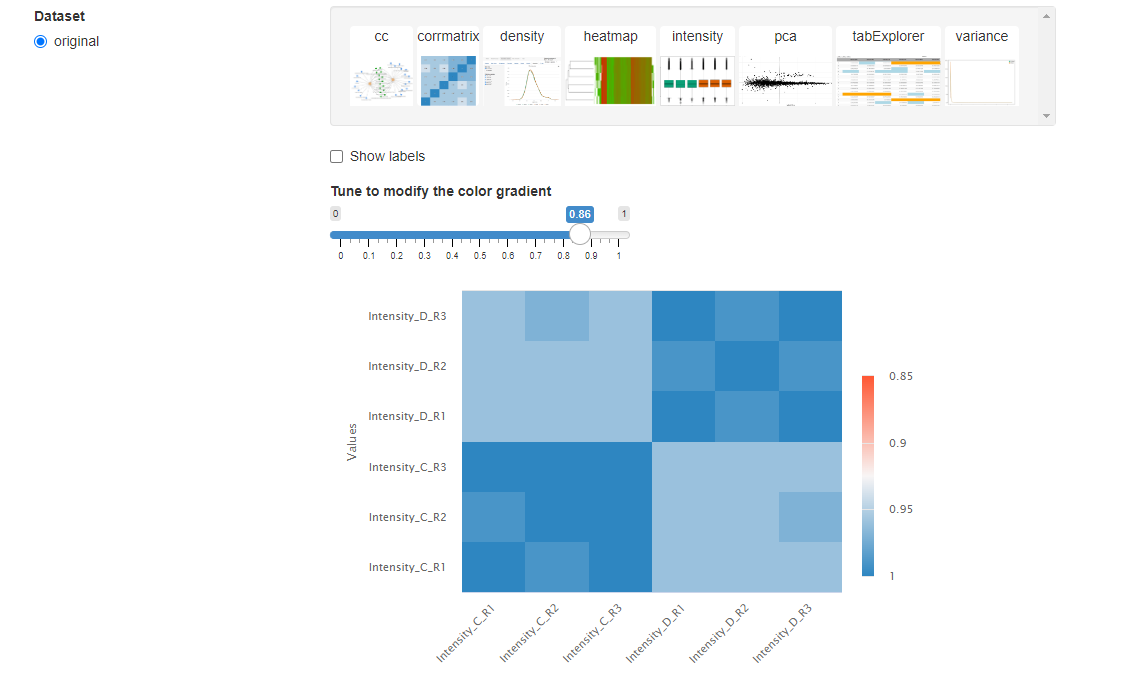 Dataset
original
cc corrmatrix density heatmap intensity pca tabExplorer variance
Show labels
Tune to modify the color gradient
0 0.86 1
0 0.1 0.2 0.3 0.4 0.5 0.6 0.7 0.8 0.9 1
Values
Intensity_D_R3
Intensity_D_R2
Intensity_D_R1
Intensity_C_R3
Intensity_C_R2
Intensity_C_R1
Intensity_C_R1 Intensity_C_R2 Intensity_C_R3 Intensity_D_R1 Intensity_D_R2 Intensity_D_R3
0.85
0.9
0.95
1